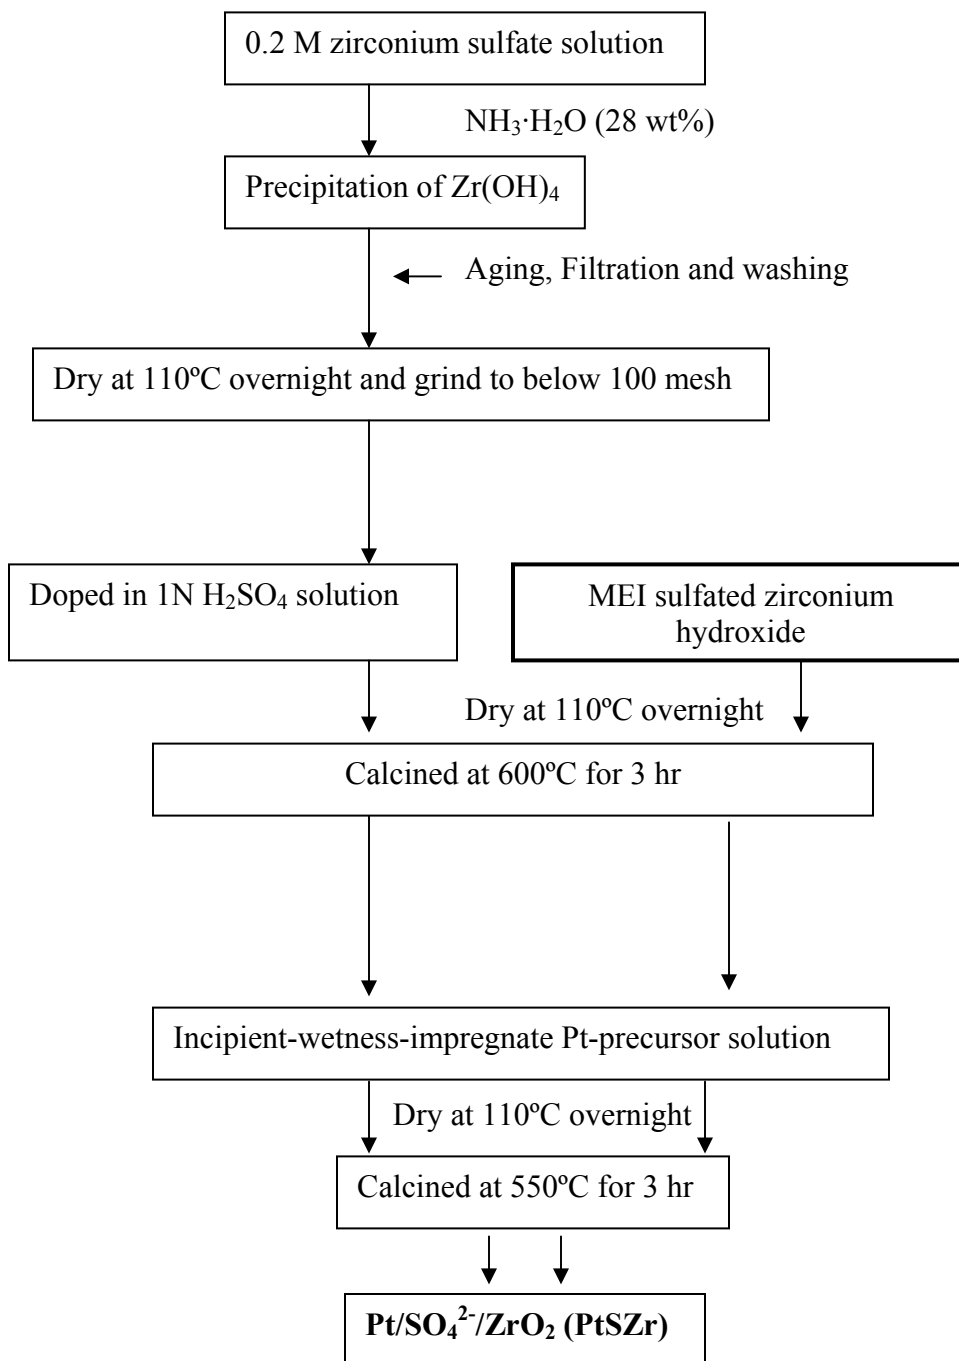 0.2 M zirconium sulfate solution
NH₃·H₂O (28 wt%)
Precipitation of Zr(OH)₄
Aging, Filtration and washing
Dry at 110ºC overnight and grind to below 100 mesh
Doped in 1N H₂SO₄ solution
MEI sulfated zirconium
hydroxide
Dry at 110ºC overnight
Calcined at 600ºC for 3 hr
Incipient-wetness-impregnate Pt-precursor solution
Dry at 110ºC overnight
Calcined at 550ºC for 3 hr
Pt/SO₄²⁻/ZrO₂ (PtSZr)